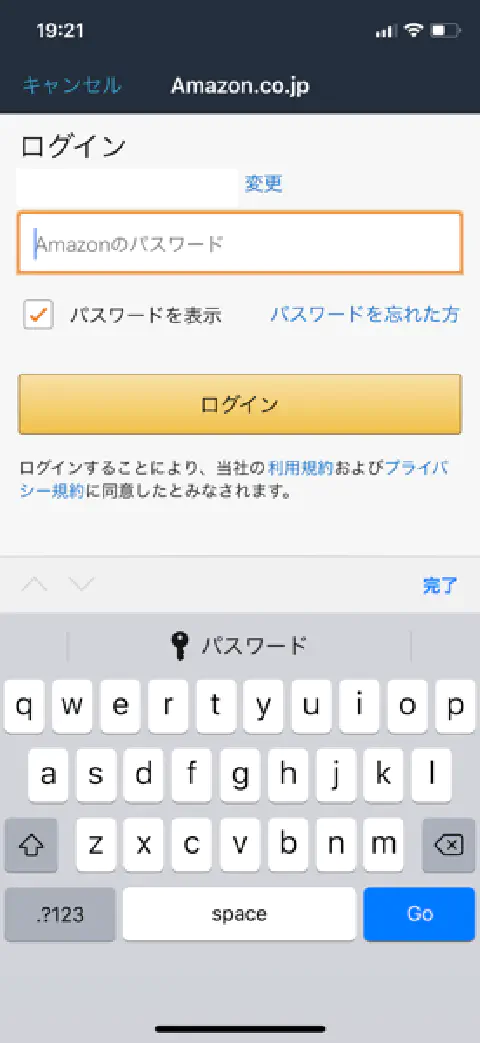 19:21
キャンセル Amazon.co.jp
ログイン
変更
Amazonのパスワード
パスワードを表示 パスワードを忘れた方
ログイン
ログインすることにより、当社の利用規約およびプライバ
シー規約に同意したとみなされます。
完了
パスワード
q w e r t y u i o p
a s d f g h j k l
z x c v b n m
.?123 space Go